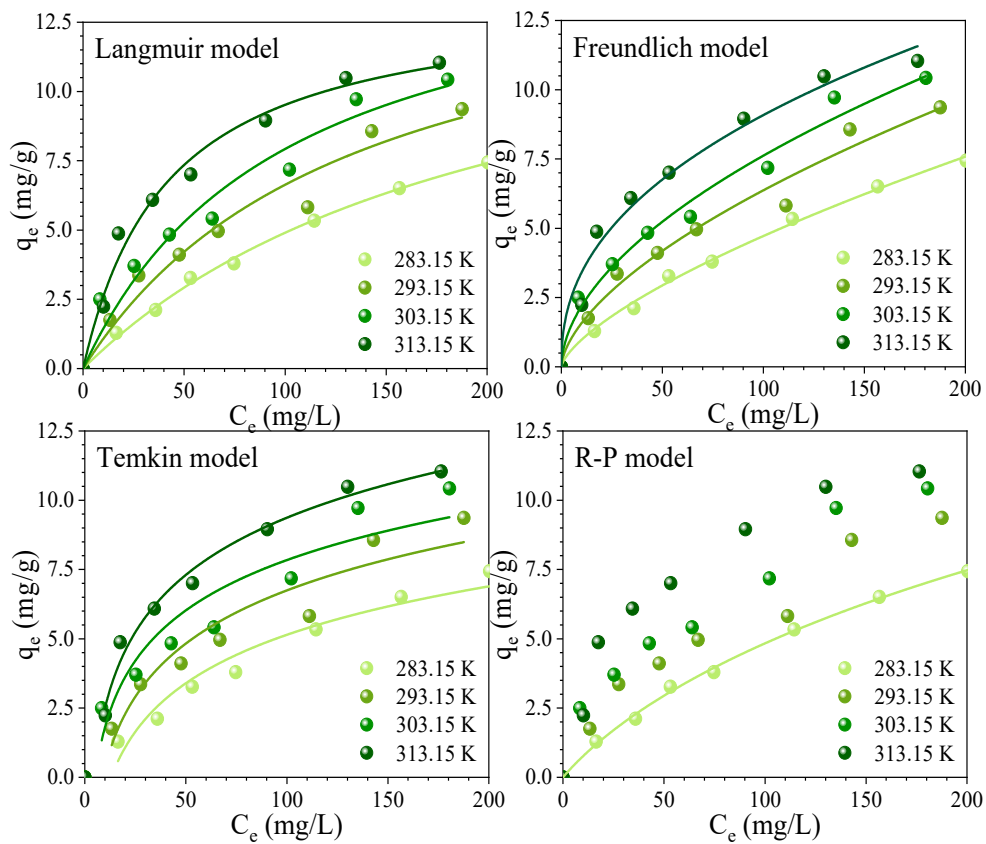 Langmuir model
q_e (mg/g)
12.5
10.0
7.5
5.0
2.5
0.0
283.15 K
293.15 K
303.15 K
313.15 K
0 50 100 150 200
C_e (mg/L)
Freundlich model
q_e (mg/g)
12.5
10.0
7.5
5.0
2.5
0.0
283.15 K
293.15 K
303.15 K
313.15 K
0 50 100 150 200
C_e (mg/L)
Temkin model
q_e (mg/g)
12.5
10.0
7.5
5.0
2.5
0.0
283.15 K
293.15 K
303.15 K
313.15 K
0 50 100 150 200
C_e (mg/L)
R-P model
q_e (mg/g)
12.5
10.0
7.5
5.0
2.5
0.0
283.15 K
293.15 K
303.15 K
313.15 K
0 50 100 150 200
C_e (mg/L)